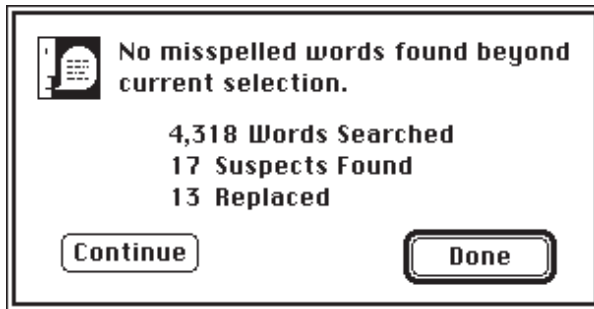 No misspelled words found beyond
current selection.
4,318 Words Searched
17 Suspects Found
13 Replaced
Continue
Done